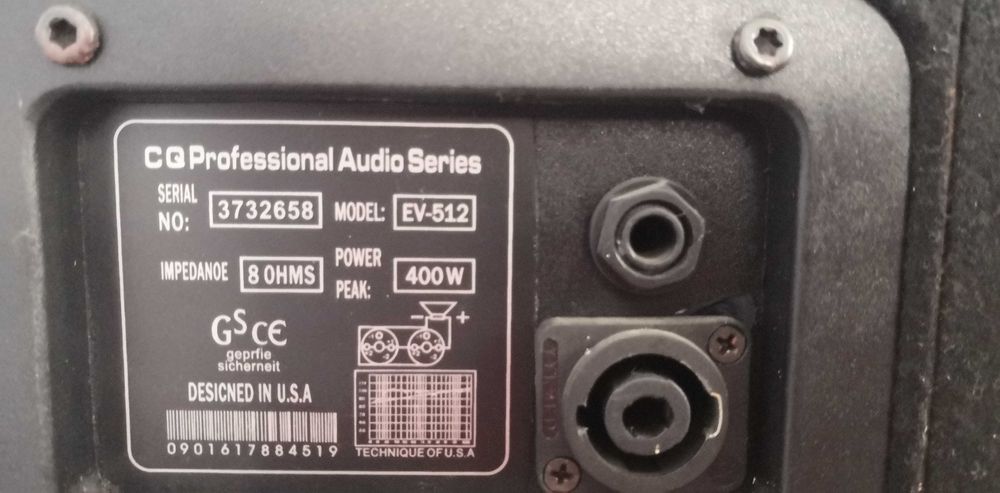 CQ Professional Audio Series
SERIAL NO: 3732658 MODEL: EV-512
IMPEDANOE 8 OHMS POWER PEAK: 400W
GS CE
geprfie
sicherneit
- +
DESIGNED IN U.S.A
0901617884519
TECHNIQUE OF U.S.A